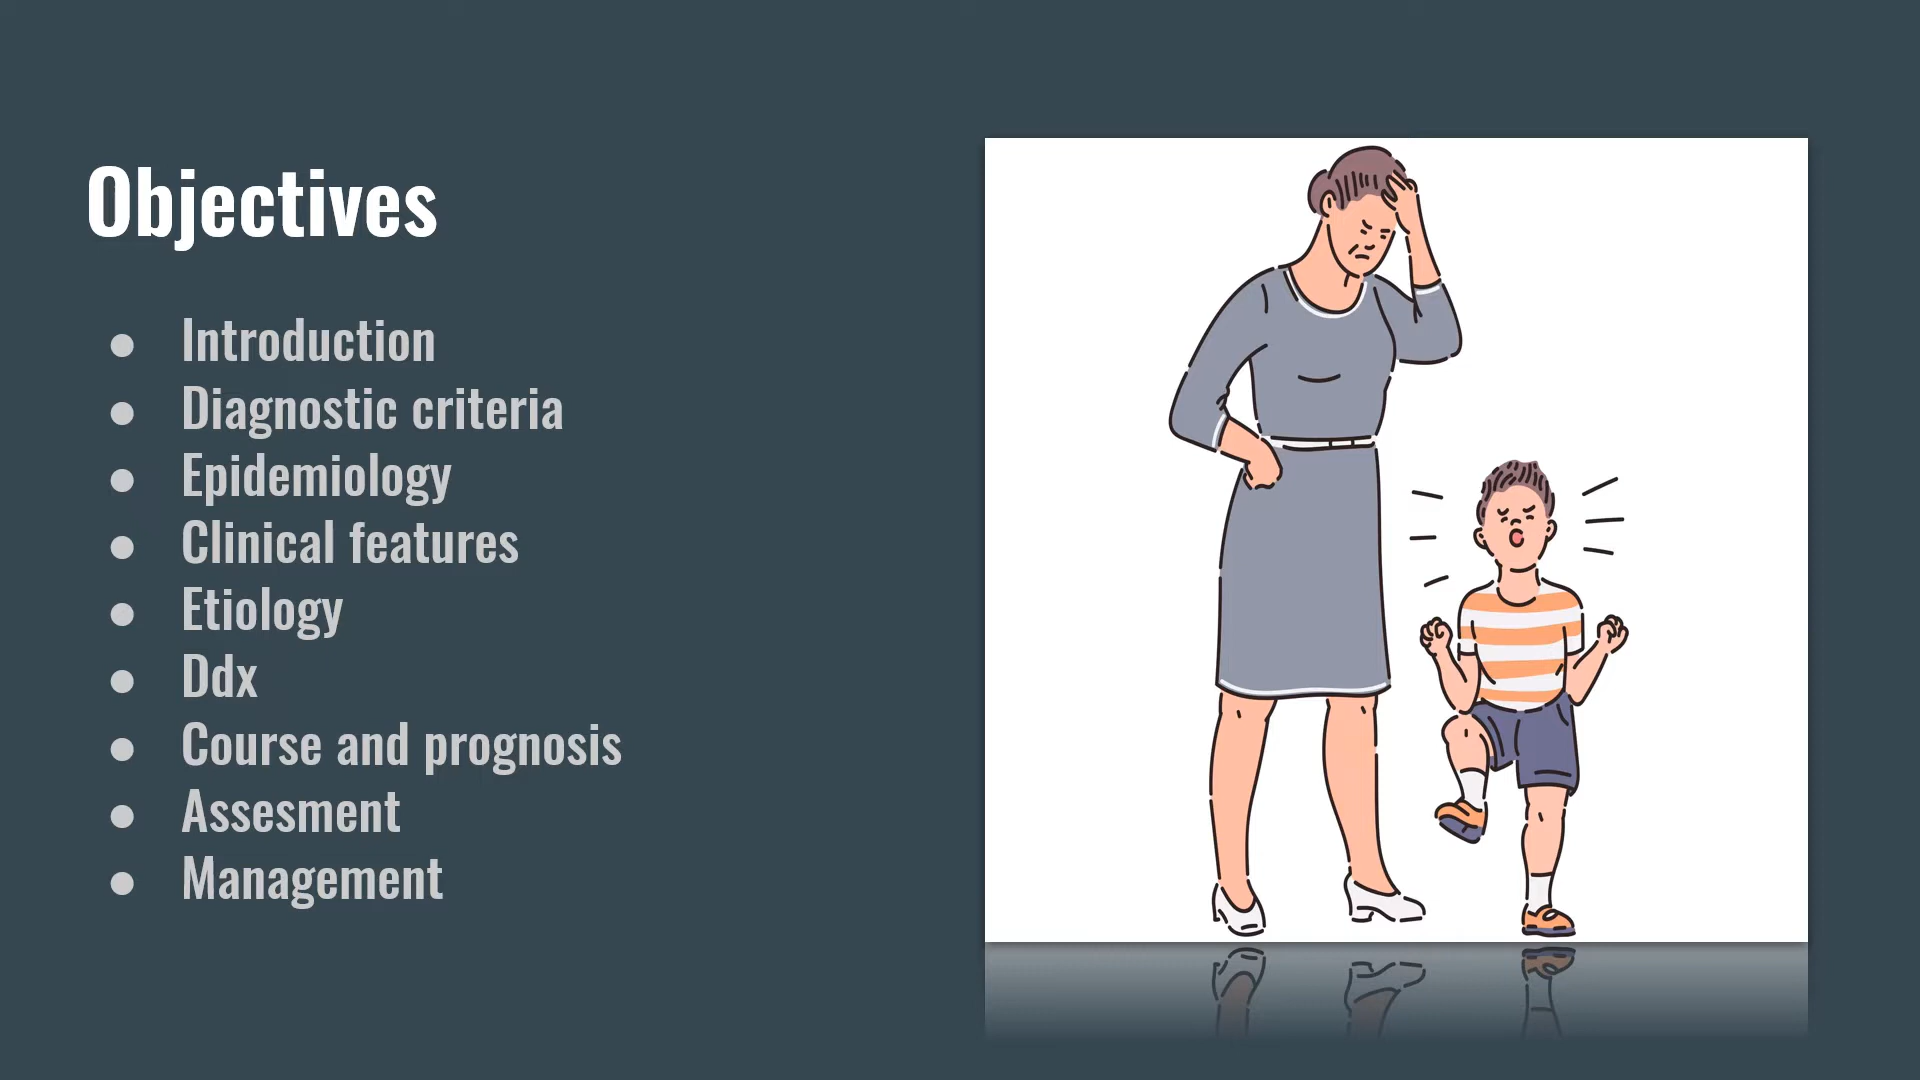 Objectives
● Introduction
● Diagnostic criteria
● Epidemiology
● Clinical features
● Etiology
● Ddx
● Course and prognosis
● Assesment
● Management